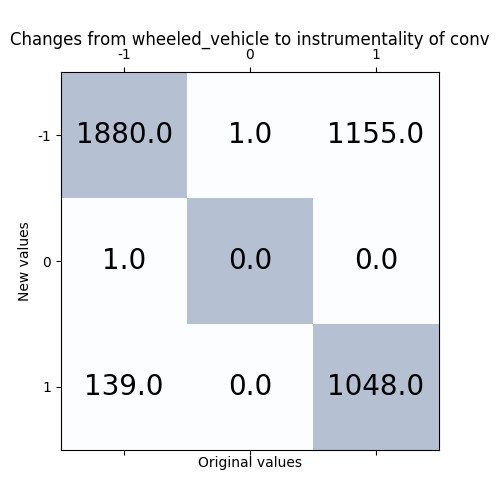 Changes from wheeled_vehicle to instrumentality of conv
-1 0 1
-1 1880.0 1.0 1155.0
0 1.0 0.0 0.0
1 139.0 0.0 1048.0
New values
Original values